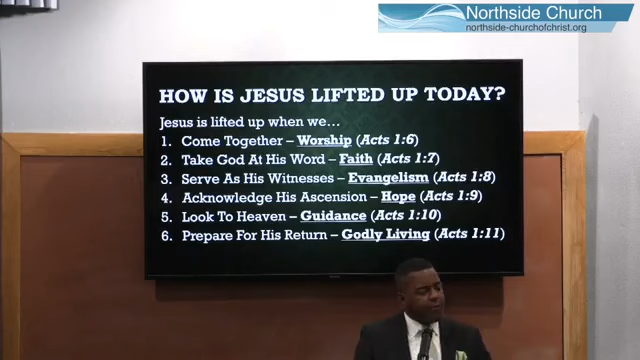 Northside Church
northside-churchofchrist.org
HOW IS JESUS LIFTED UP TODAY?
Jesus is lifted up when we...
1. Come Together – Worship (Acts 1:6)
2. Take God At His Word – Faith (Acts 1:7)
3. Serve As His Witnesses – Evangelism (Acts 1:8)
4. Acknowledge His Ascension – Hope (Acts 1:9)
5. Look To Heaven – Guidance (Acts 1:10)
6. Prepare For His Return – Godly Living (Acts 1:11)